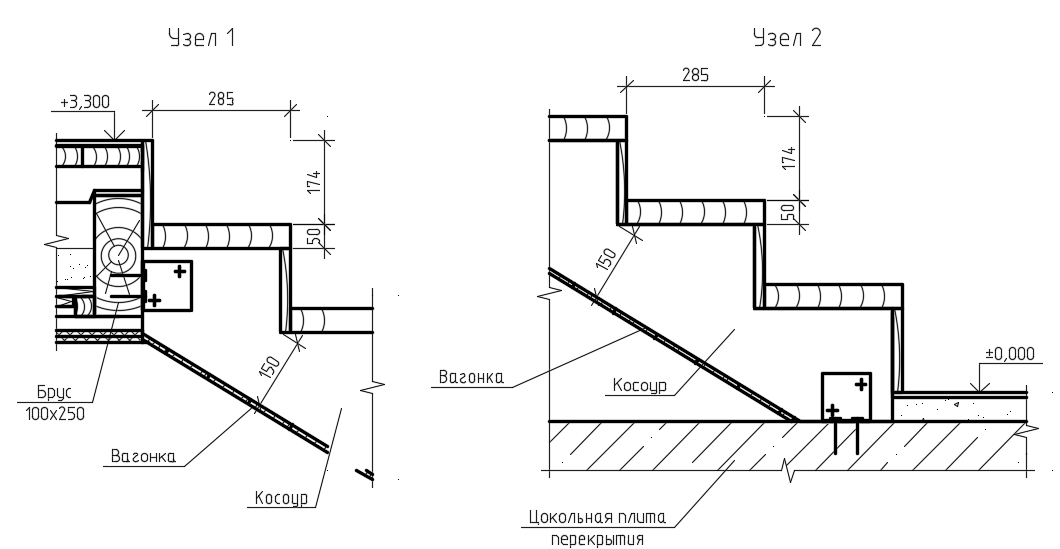 Узел 1
+3,300
285
174
50
150
Брус
100х250
Вагонка
Косоур
Узел 2
285
174
50
150
Вагонка
Косоур
±0,000
Цокольная плита
перекрытия